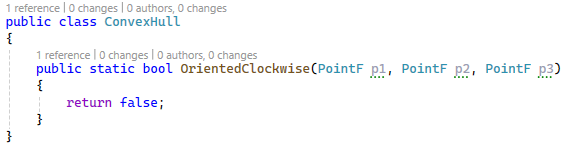 1 reference | 0 changes | 0 authors, 0 changes
public class ConvexHull
{
1 reference | 0 changes | 0 authors, 0 changes
public static bool OrientedClockwise(PointF p1, PointF p2, PointF p3)
{
return false;
}
}